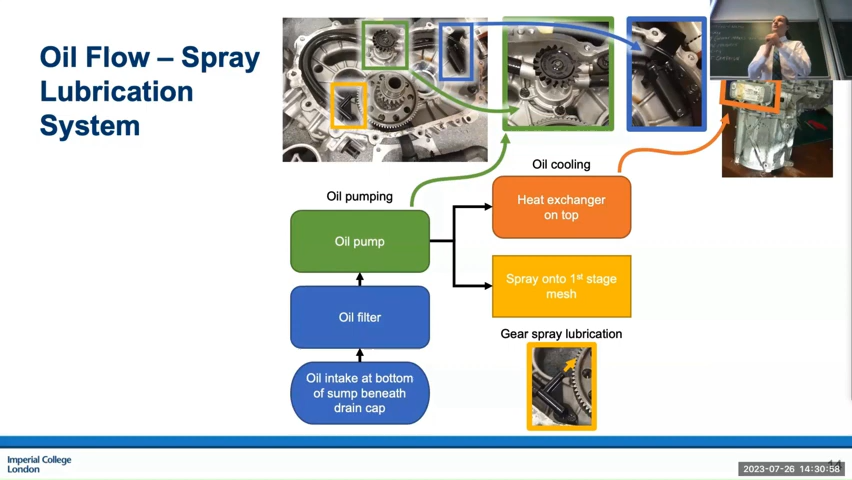 Oil Flow – Spray
Lubrication
System
Oil pumping
Oil pump
Oil filter
Oil intake at bottom
of sump beneath
drain cap
Oil cooling
Heat exchanger
on top
Spray onto 1st stage
mesh
Gear spray lubrication
Imperial College
London
2023-07-26 14:30:58